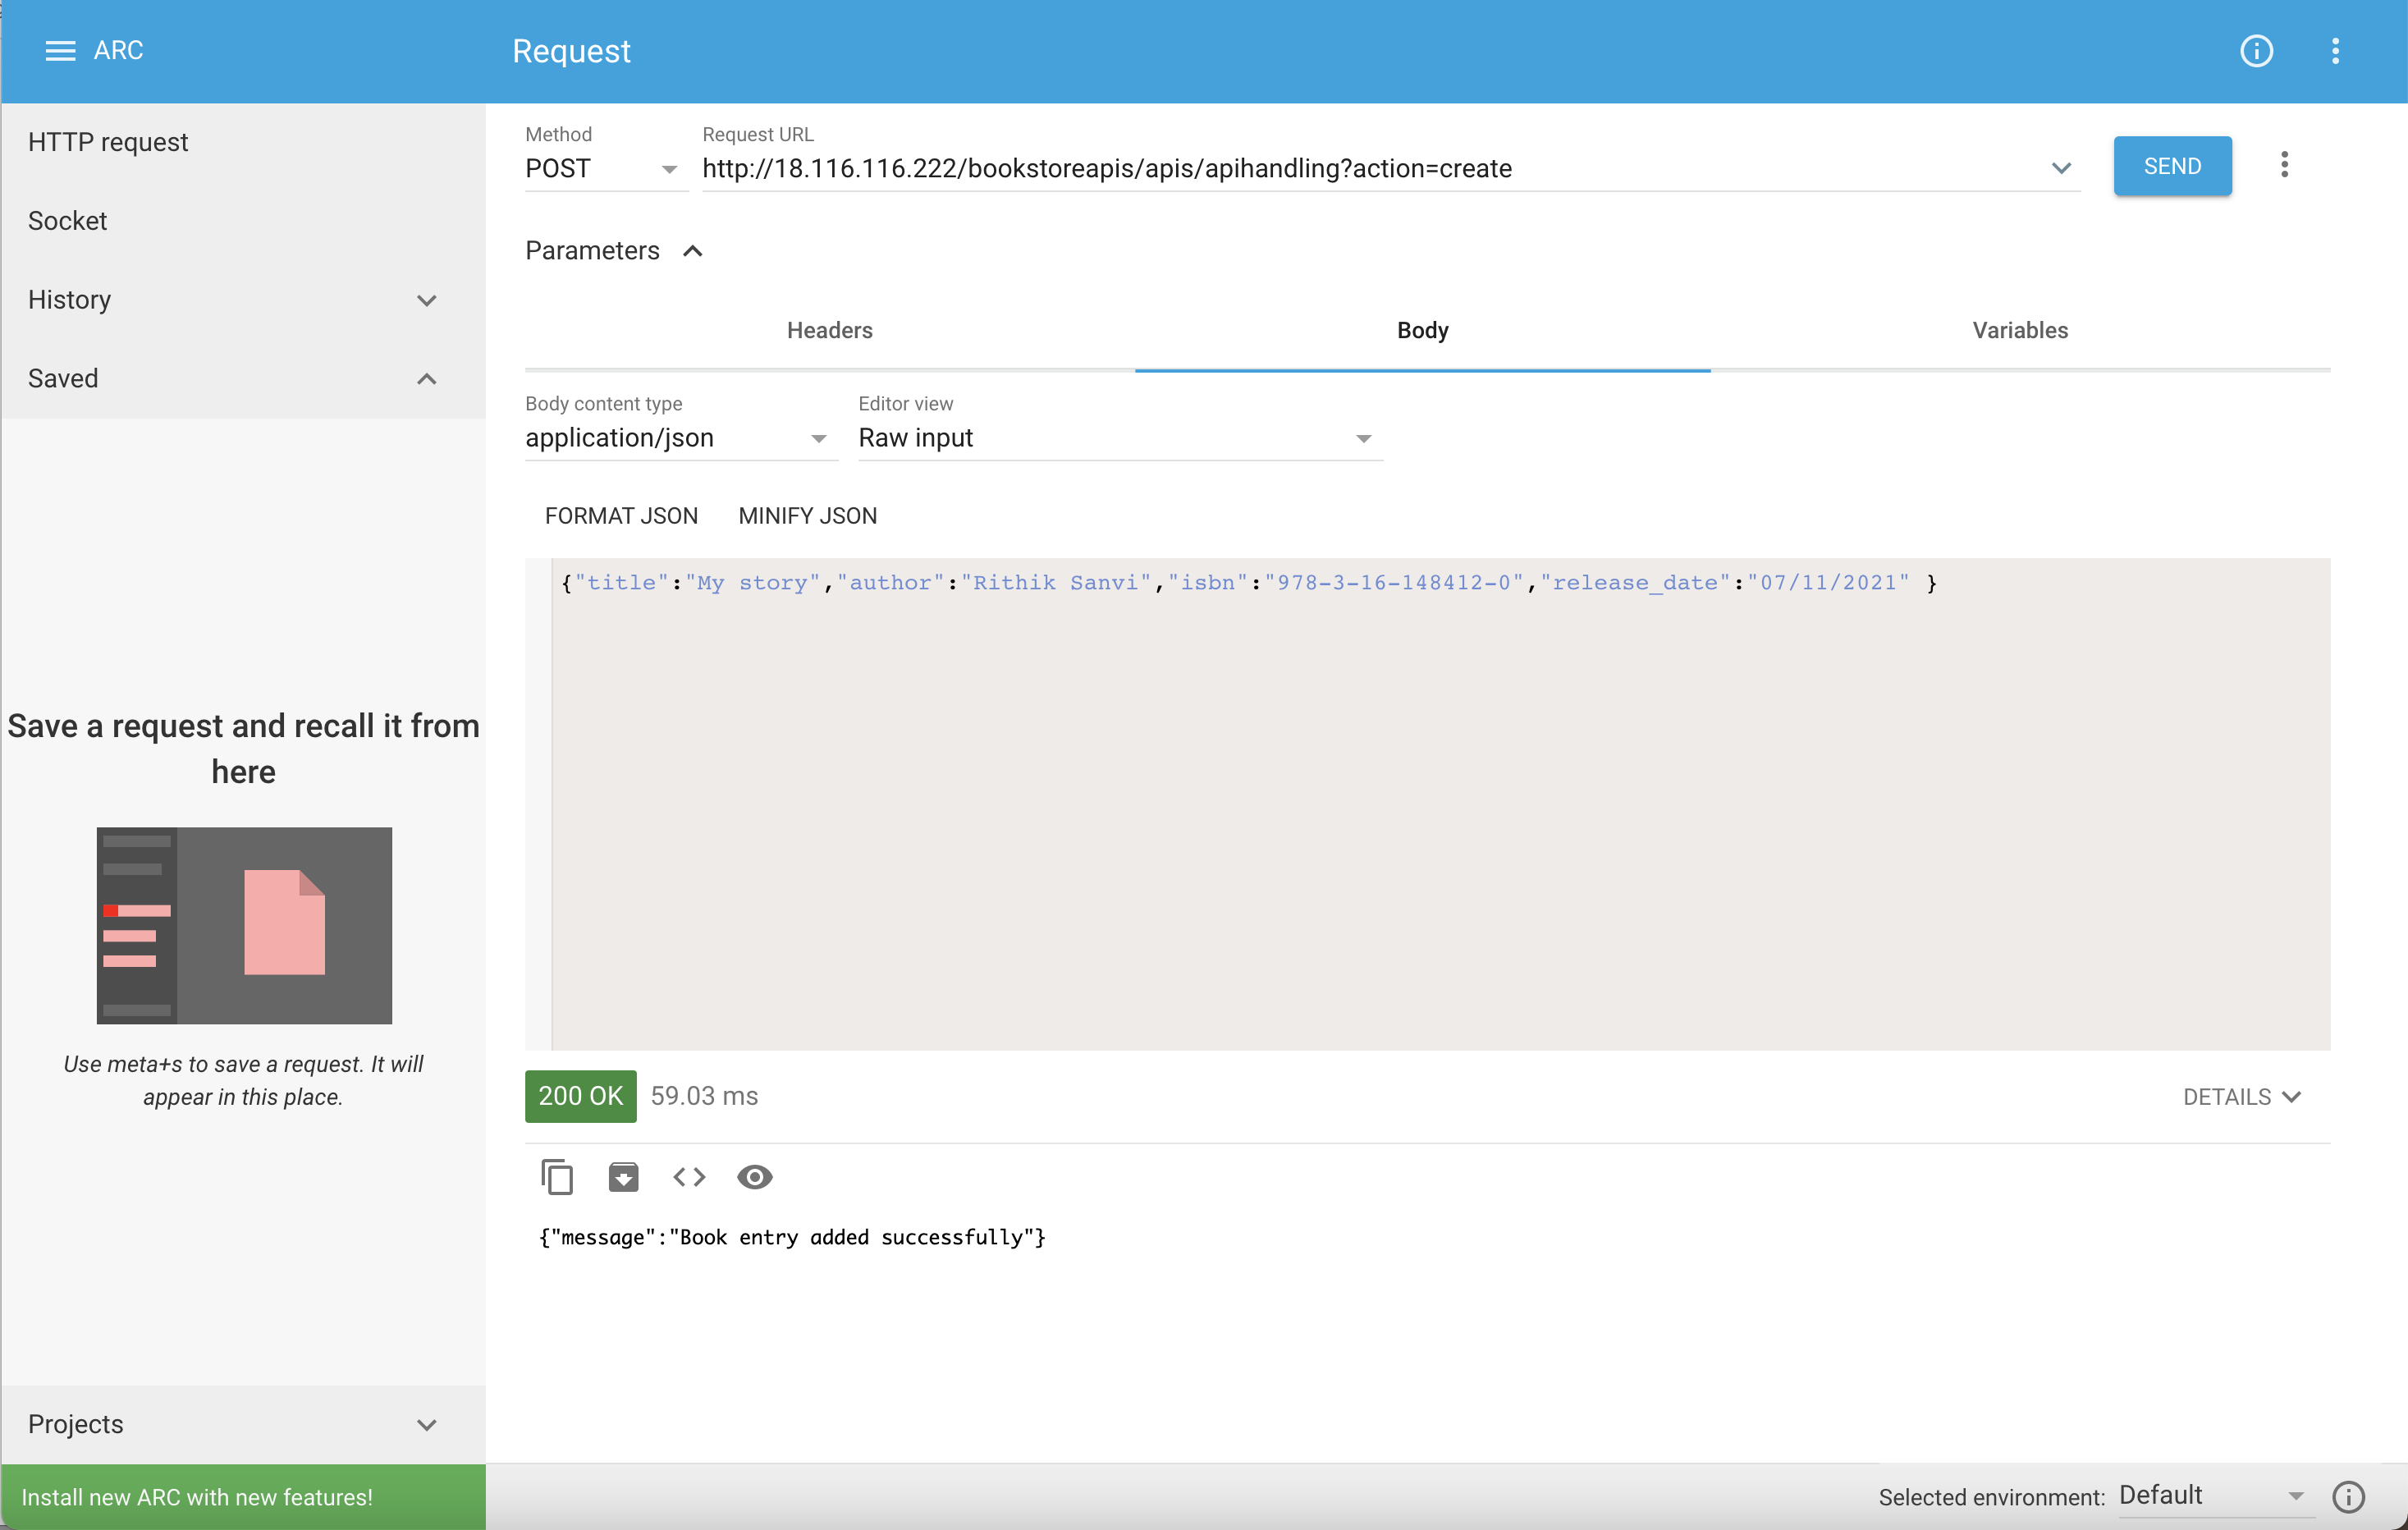 ARC
Request
HTTP request
Socket
History
Saved
Save a request and recall it from
here
Use meta+s to save a request. It will
appear in this place.
Projects
Install new ARC with new features!
Method
POST
Request URL
http://18.116.116.222/bookstoreapis/apis/apihandling?action=create
SEND
Parameters
Headers
Body
Variables
Body content type
application/json
Editor view
Raw input
FORMAT JSON
MINIFY JSON
{"title":"My story","author":"Rithik Sanvi","isbn":"978-3-16-148412-0","release_date":"07/11/2021" }
200 OK
59.03 ms
DETAILS
{"message":"Book entry added successfully"}
Selected environment: Default